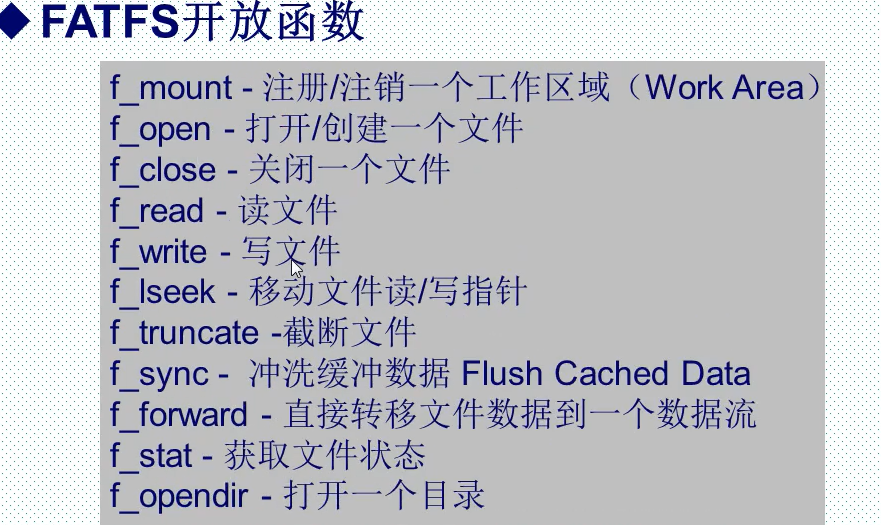 ◆ FATFS开放函数
f_mount - 注册/注销一个工作区域（Work Area）
f_open - 打开/创建一个文件
f_close - 关闭一个文件
f_read - 读文件
f_write - 写文件
f_lseek - 移动文件读/写指针
f_truncate -截断文件
f_sync - 冲洗缓冲数据 Flush Cached Data
f_forward - 直接转移文件数据到一个数据流
f_stat - 获取文件状态
f_opendir - 打开一个目录